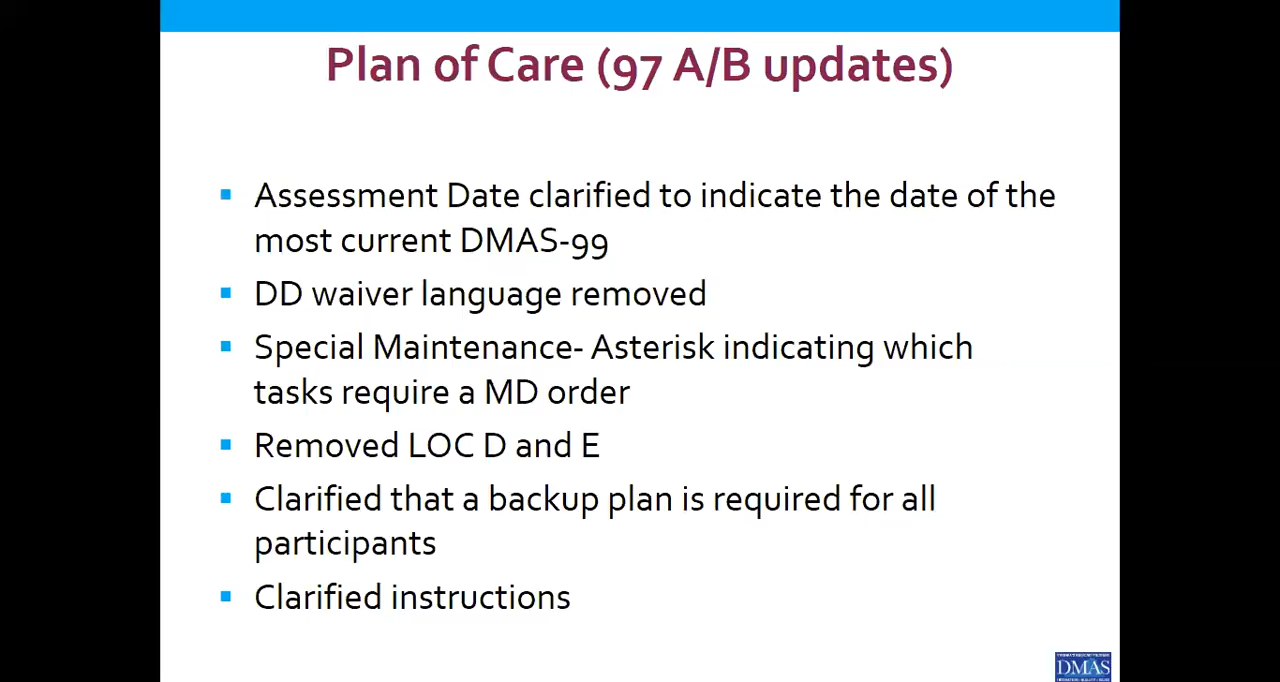 Plan of Care (97 A/B updates)
▪ Assessment Date clarified to indicate the date of the
most current DMAS-99
▪ DD waiver language removed
▪ Special Maintenance- Asterisk indicating which
tasks require a MD order
▪ Removed LOC D and E
▪ Clarified that a backup plan is required for all
participants
▪ Clarified instructions
DMAS